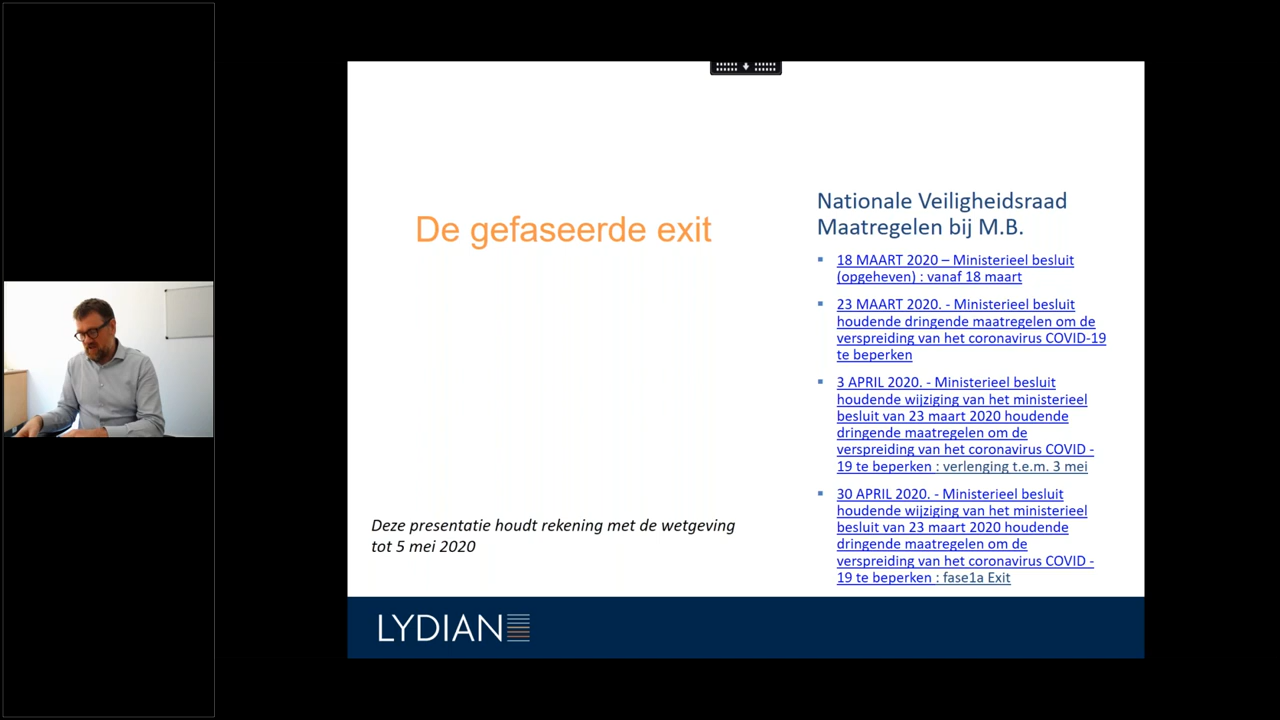 De gefaseerde exit
Deze presentatie houdt rekening met de wetgeving
tot 5 mei 2020
Nationale Veiligheidsraad
Maatregelen bij M.B.
18 MAART 2020 – Ministerieel besluit
(opgeheven) : vanaf 18 maart
23 MAART 2020. - Ministerieel besluit
houdende dringende maatregelen om de
verspreiding van het coronavirus COVID-19
te beperken
3 APRIL 2020. - Ministerieel besluit
houdende wijziging van het ministerieel
besluit van 23 maart 2020 houdende
dringende maatregelen om de
verspreiding van het coronavirus COVID -
19 te beperken : verlenging t.e.m. 3 mei
30 APRIL 2020. - Ministerieel besluit
houdende wijziging van het ministerieel
besluit van 23 maart 2020 houdende
dringende maatregelen om de
verspreiding van het coronavirus COVID -
19 te beperken : fase1a Exit
LYDIAN